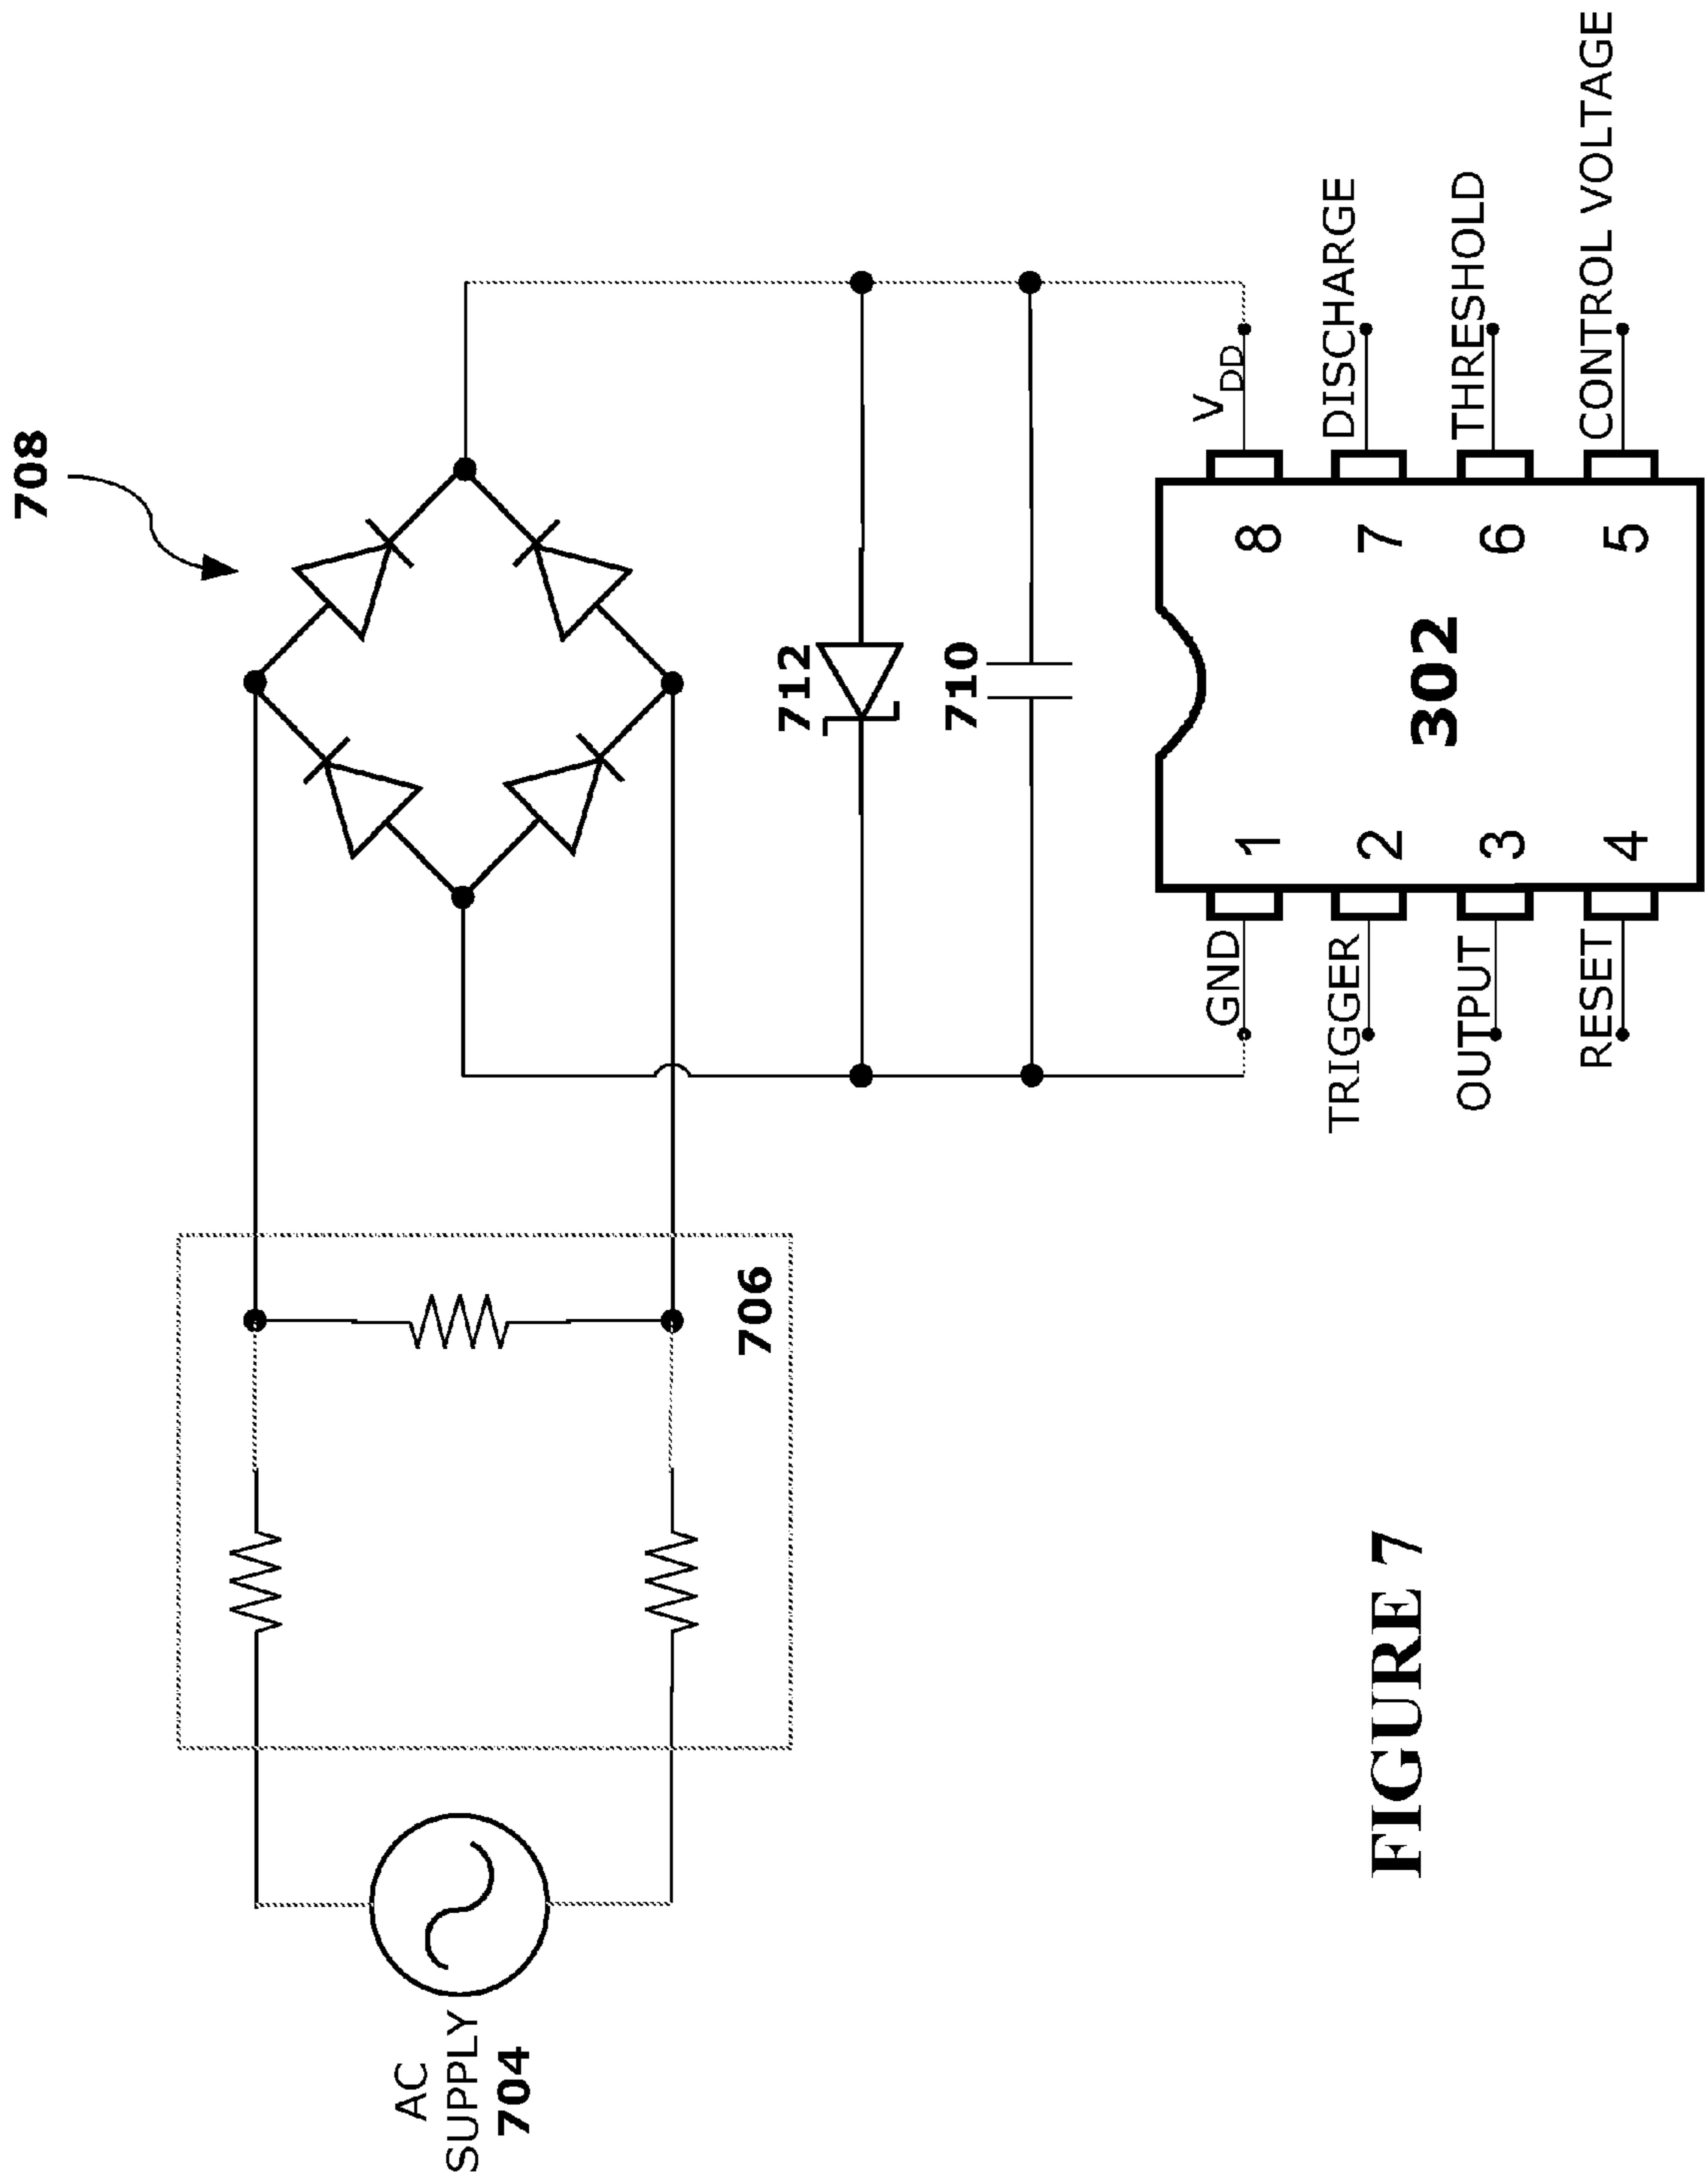 708
AC
SUPPLY
704
706
712
710
GND
TRIGGER
OUTPUT
RESET
1
2
3
4
302
8
7
6
5
VDD
DISCHARGE
THRESHOLD
CONTROL VOLTAGE
FIGURE 7